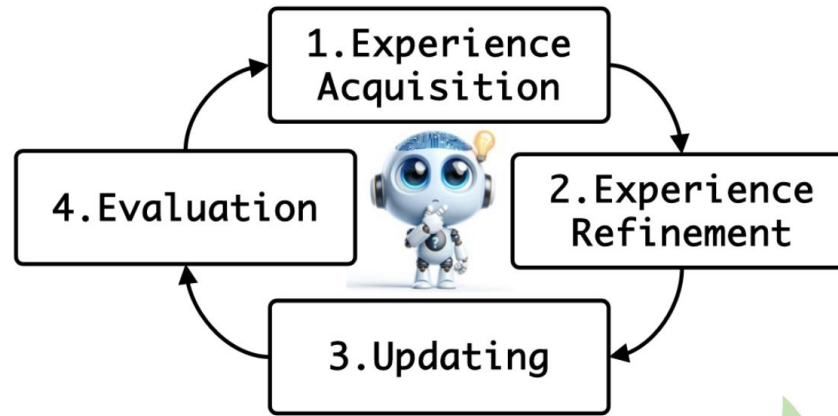 1.Experience
Acquisition
2.Experience
Refinement
3.Updating
4.Evaluation